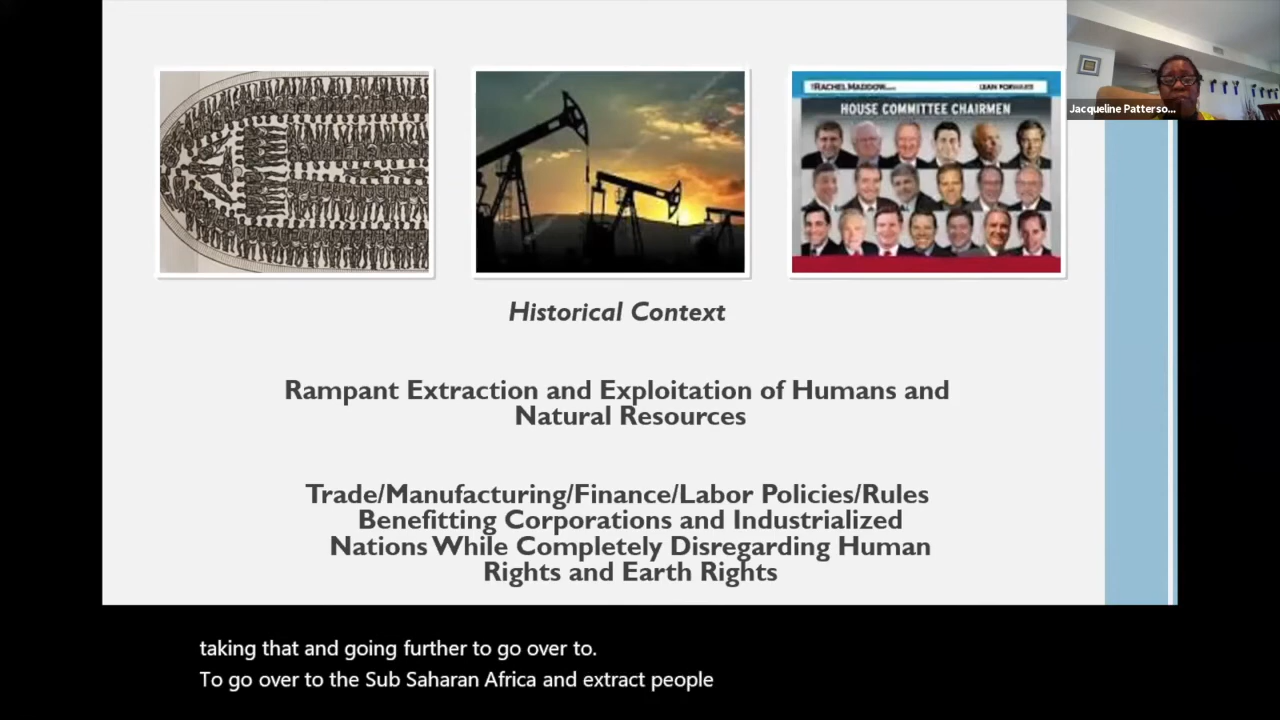 THE RACHEL MADDOW
LEAN FORWARD
HOUSE COMMITTEE CHAIRMEN
Jacqueline Patterso...
Historical Context
Rampant Extraction and Exploitation of Humans and
Natural Resources
Trade/Manufacturing/Finance/Labor Policies/Rules
Benefitting Corporations and Industrialized
Nations While Completely Disregarding Human
Rights and Earth Rights
taking that and going further to go over to.
To go over to the Sub Saharan Africa and extract people